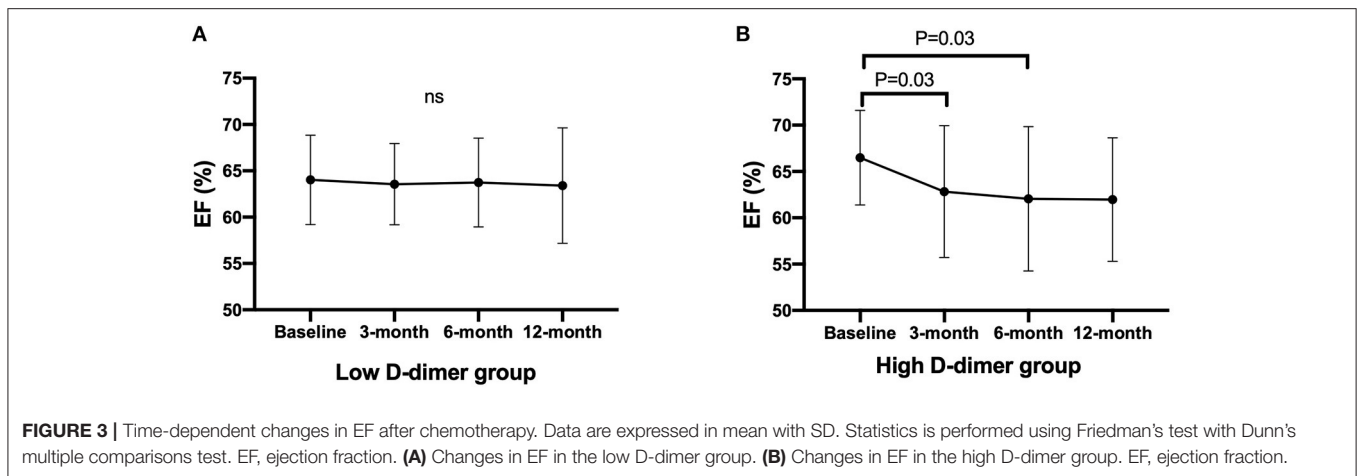 A
B
P=0.03
P=0.03
ns
75
70
65
60
55
50
EF (%)
Baseline 3-month 6-month 12-month
Low D-dimer group
75
70
65
60
55
50
EF (%)
Baseline 3-month 6-month 12-month
High D-dimer group
FIGURE 3 | Time-dependent changes in EF after chemotherapy. Data are expressed in mean with SD. Statistics is performed using Friedman's test with Dunn's
multiple comparisons test. EF, ejection fraction. (A) Changes in EF in the low D-dimer group. (B) Changes in EF in the high D-dimer group. EF, ejection fraction.